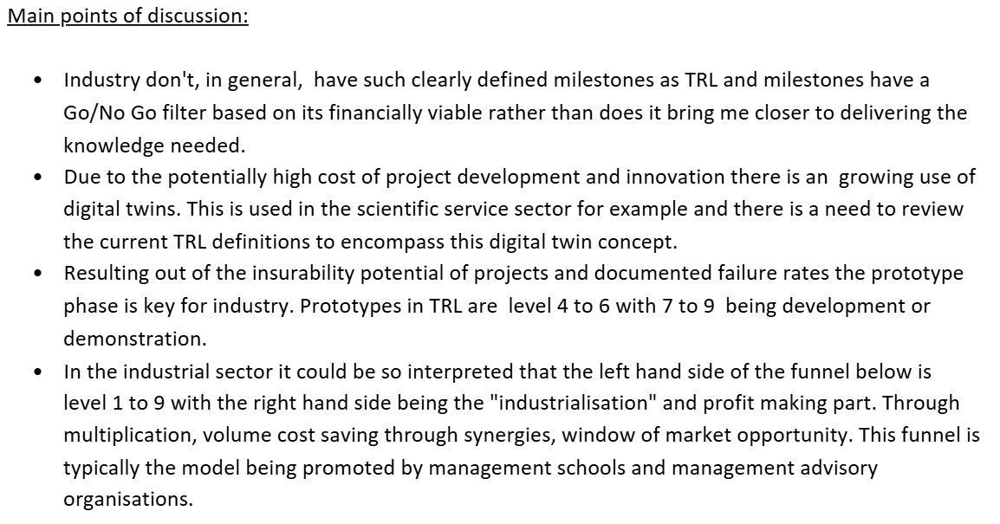 Main points of discussion:
• Industry don't, in general,  have such clearly defined milestones as TRL and milestones have a
Go/No Go filter based on its financially viable rather than does it bring me closer to delivering the
knowledge needed.
• Due to the potentially high cost of project development and innovation there is an  growing use of
digital twins. This is used in the scientific service sector for example and there is a need to review
the current TRL definitions to encompass this digital twin concept.
• Resulting out of the insurability potential of projects and documented failure rates the prototype
phase is key for industry. Prototypes in TRL are  level 4 to 6 with 7 to 9  being development or
demonstration.
• In the industrial sector it could be so interpreted that the left hand side of the funnel below is
level 1 to 9 with the right hand side being the "industrialisation" and profit making part. Through
multiplication, volume cost saving through synergies, window of market opportunity. This funnel is
typically the model being promoted by management schools and management advisory
organisations.